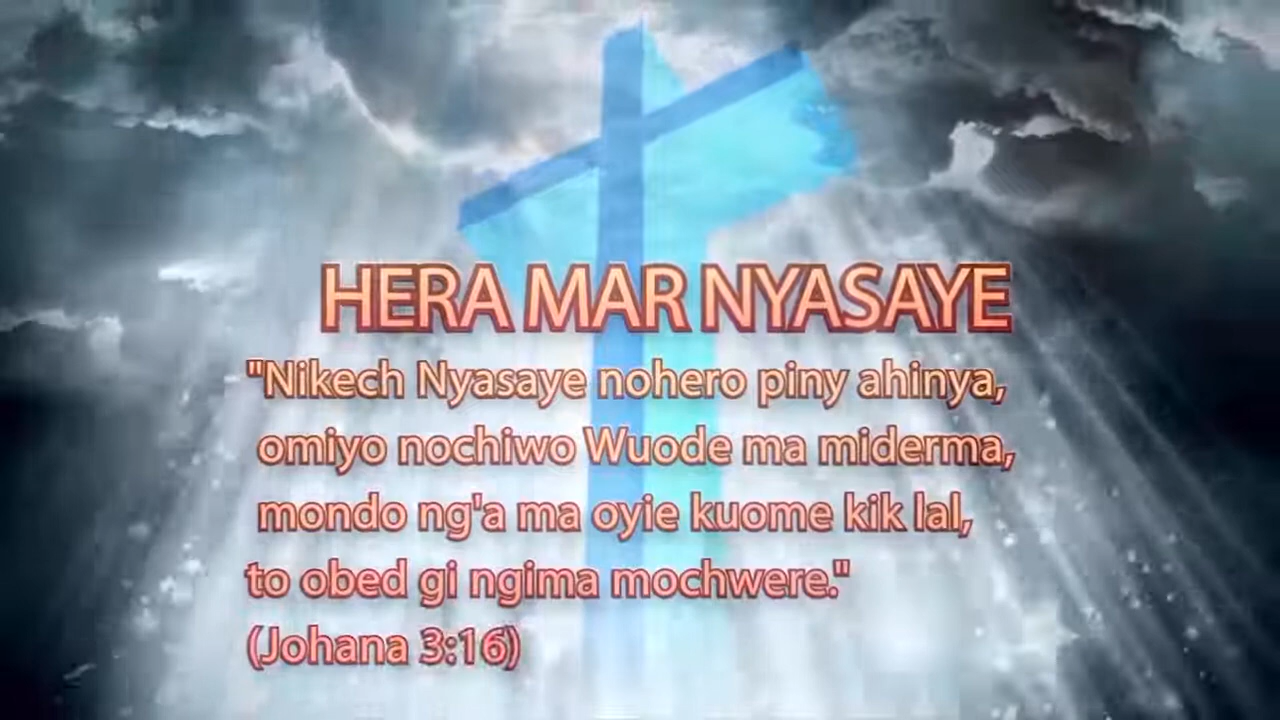 HERA MAR NYASAYE
"Nikech Nyasaye nohero piny ahinya,
omiyo nochiwo Wuode ma miderma,
mondo ng'a ma oyie kuome kik lal,
to obed gi ngima mochwere."
(Johana 3:16)